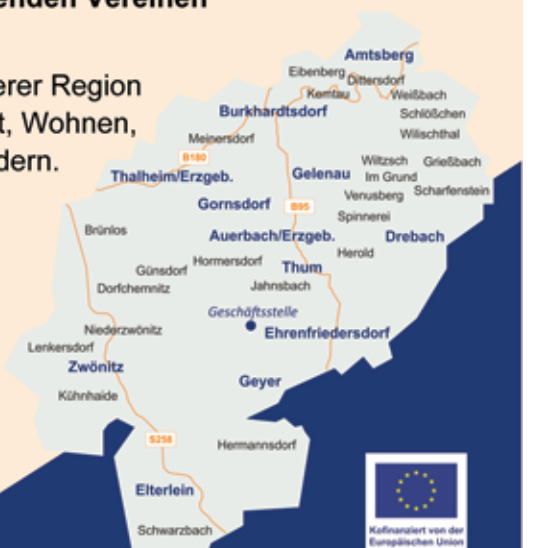 enden Vereinen
erer Region
t, Wohnen,
dern.
Amtsberg
Eibenberg
Dittersdorf
Kemtau
Weißbach
Burkhardtsdorf
Schlößchen
Wilischthal
Meinersdorf
B180
Wiltzsch
Grießbach
Thalheim/Erzgeb.
Gelenau
Im Grund
Venusberg
Scharfenstein
Gornsdorf
B95
Spinnerei
Brünlos
Auerbach/Erzgeb.
Drebach
Herold
Hormersdorf
Günsdorf
Thum
Dorfchemnitz
Jahnsbach
Geschäftsstelle
Niederzwönitz
Ehrenfriedersdorf
Lenkersdorf
Zwönitz
Geyer
Kühnhaide
S258
Hermannsdorf
Elterlein
Schwarzbach
Kofinanziert von der
Europäischen Union